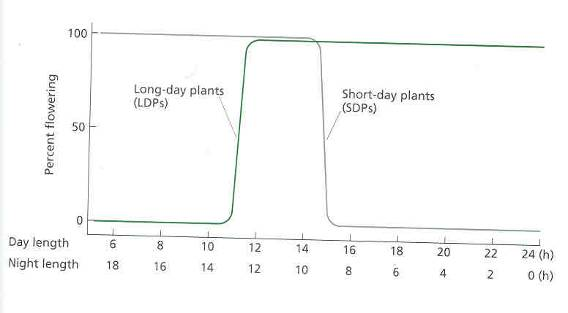 100
Long-day plants
(LDPs)
Short-day plants
(SDPs)
Percent flowering
50
0
Day length 6 8 10 12 14 16 18 20 22 24 (h)
Night length 18 16 14 12 10 8 6 4 2 0 (h)